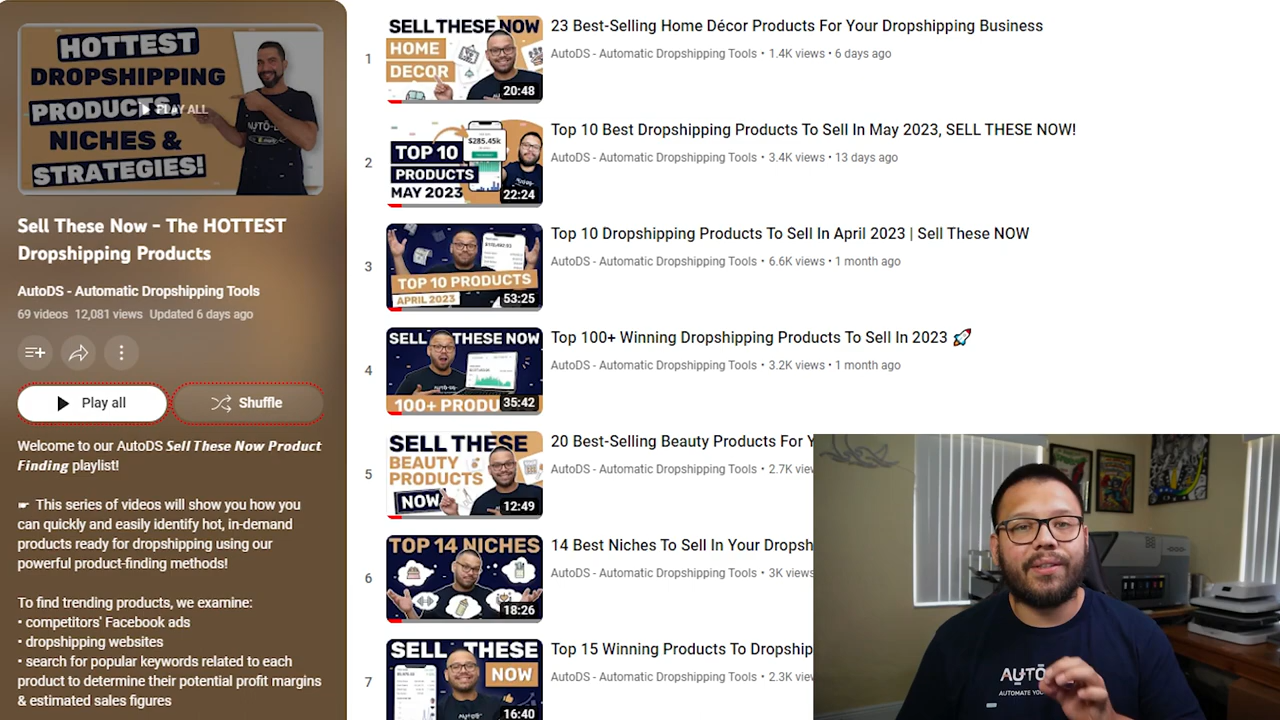 HOTTEST
DROPSHIPPING
PRODUCTS,
NICHES &
STRATEGIES!
PLAY ALL
Sell These Now – The HOTTEST
Dropshipping Products
AutoDS - Automatic Dropshipping Tools
69 videos 12,081 views Updated 6 days ago
Play all
Shuffle
Welcome to our AutoDS Sell These Now Product
Finding playlist!
☛ This series of videos will show you how you
can quickly and easily identify hot, in-demand
products ready for dropshipping using our
powerful product-finding methods!
To find trending products, we examine:
• competitors' Facebook ads
• dropshipping websites
• search for popular keywords related to each
product to determine their potential profit margins
& estimated sales figures
1
SELL THESE NOW
HOME
DECOR
20:48
23 Best-Selling Home Décor Products For Your Dropshipping Business
AutoDS - Automatic Dropshipping Tools • 1.4K views • 6 days ago
2
TOP 10
PRODUCTS
MAY 2023
$285.45k
22:24
Top 10 Best Dropshipping Products To Sell In May 2023, SELL THESE NOW!
AutoDS - Automatic Dropshipping Tools • 3.4K views • 13 days ago
3
TOP 10 PRODUCTS
APRIL 2023
53:25
Top 10 Dropshipping Products To Sell In April 2023 | Sell These NOW
AutoDS - Automatic Dropshipping Tools • 6.6K views • 1 month ago
4
SELL THESE NOW
100+ PRODU
35:42
Top 100+ Winning Dropshipping Products To Sell In 2023 🚀
AutoDS - Automatic Dropshipping Tools • 3.2K views • 1 month ago
5
SELL THESE
BEAUTY
PRODUCTS
NOW
12:49
20 Best-Selling Beauty Products For Y
AutoDS - Automatic Dropshipping Tools • 2.7K vie
6
TOP 14 NICHES
18:26
14 Best Niches To Sell In Your Dropsh
AutoDS - Automatic Dropshipping Tools • 3K views
7
SELL THESE
NOW
16:40
Top 15 Winning Products To Dropship
AutoDS - Automatic Dropshipping Tools • 2.3K vie
AUTO
AUTOMATE YOU